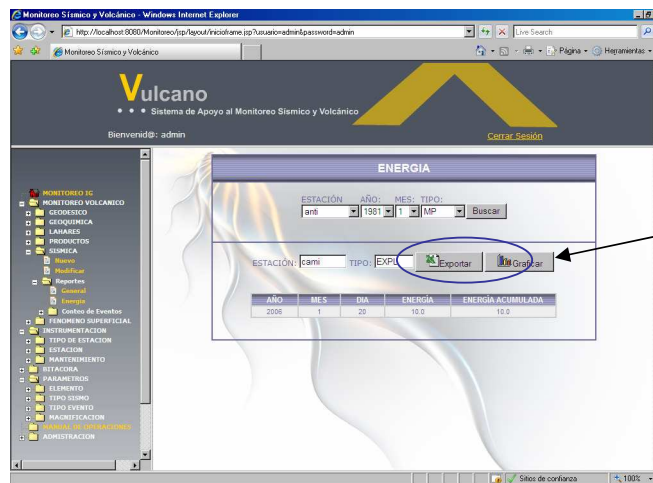 Monitoreo Sísmico y Volcánico - Windows Internet Explorer
http://localhost:8080/Monitoreo/jsp/layout/inicioframe.jsp?usuario=admin&password=admin
Live Search
Monitoreo Sísmico y Volcánico
Página
Herramientas
Vulcano
Sistema de Apoyo al Monitoreo Sísmico y Volcánico
Bienvenid@: admin
Cerrar Sesión
MONITOREO IG
MONITOREO VOLCANICO
GEODESICO
GEOQUIMICA
LAHARES
PRODUCTOS
SISMICA
Nuevo
Modificar
Reportes
General
Energía
Conteo de Eventos
FENOMENO SUPERFICIAL
INSTRUMENTACION
TIPO DE ESTACION
ESTACION
MANTENIMIENTO
BITACORA
PARAMETROS
ELEMENTO
TIPO SISMO
TIPO EVENTO
MAGNIFICACION
MANUAL DE OPERACIONES
ADMISTRACION
ENERGIA
ESTACIÓN AÑO: MES: TIPO:
anti 1981 1 MP Buscar
ESTACIÓN: cami TIPO: EXPL Exportar Graficar
AÑO MES DIA ENERGÍA ENERGÍA ACUMULADA
2006 1 20 10.0 10.0
Sitios de confianza 100%